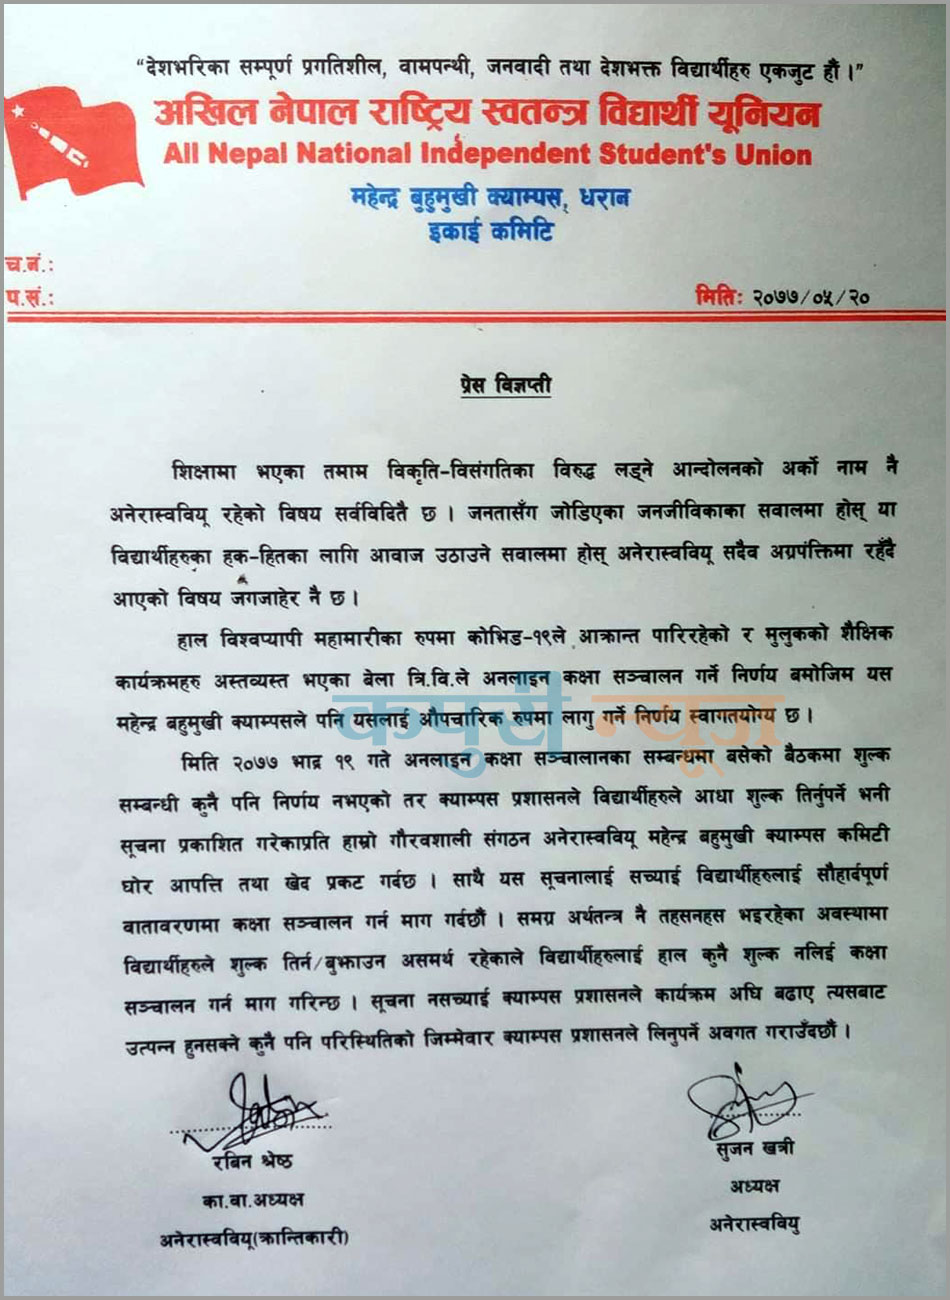 “देशभरिका सम्पूर्ण प्रगतिशील, वामपन्थी, जनवादी तथा देशभक्त विद्यार्थीहरु एकजुट हौं ।”
अखिल नेपाल राष्ट्रिय स्वतन्त्र विद्यार्थी यूनियन
All Nepal National Independent Student's Union
महेन्द्र बुहुमुखी क्याम्पस, धरान
इकाई कमिटि
च.नं.:
प.सं.:
मितिः २०७७/०५/२०
प्रेस विज्ञप्ती
शिक्षामा भएका तमाम विकृति-विसंगतिका विरुद्ध लड्ने आन्दोलनको अर्को नाम नै
अनेरास्ववियू रहेको विषय सर्वविदितै छ । जनतासँग जोडिएका जनजीविकाका सवालमा होस् या
विद्यार्थीहरुका हक-हितका लागि आवाज उठाउने सवालमा होस् अनेरास्ववियू सदैव अग्रपंक्तिमा रहँदै
आएको विषय जगजाहेर नै छ ।
हाल विश्वप्यापी महामारीका रुपमा कोभिड-१९ले आक्रान्त पारिरहेको र मुलुकको शैक्षिक
कार्यक्रमहरु अस्तव्यस्त भएका बेला त्रि.वि.ले अनलाइन कक्षा सञ्चालन गर्ने निर्णय बमोजिम यस
महेन्द्र बहुमुखी क्याम्पसले पनि यसलाई औपचारिक रुपमा लागु गर्ने निर्णय स्वागतयोग्य छ ।
कपुरी न्यूज
मिति २०७७ भाद्र १९ गते अनलाइन कक्षा सञ्चालानका सम्बन्धमा बसेको बैठकमा शुल्क
सम्बन्धी कुनै पनि निर्णय नभएको तर क्याम्पस प्रशासनले विद्यार्थीहरुले आधा शुल्क तिर्नुपर्ने भनी
सूचना प्रकाशित गरेकाप्रति हाम्रो गौरवशाली संगठन अनेरास्ववियू महेन्द्र बहुमुखी क्याम्पस कमिटी
घोर आपत्ति तथा खेद प्रकट गर्दछ । साथै यस सूचनालाई सच्याई विद्यार्थीहरुलाई सौहार्दपूर्ण
वातावरणमा कक्षा सञ्चालन गर्न माग गर्दछौं । समग्र अर्थतन्त्र नै तहसनहस भइरहेका अवस्थामा
विद्यार्थीहरुले शुल्क तिर्न/बुझाउन असमर्थ रहेकाले विद्यार्थीहरुलाई हाल कुनै शुल्क नलिई कक्षा
सञ्चालन गर्न माग गरिन्छ । सूचना नसच्याई क्याम्पस प्रशासनले कार्यक्रम अघि बढाए त्यसबाट
उत्पन्न हुनसक्ने कुनै पनि परिस्थितिको जिम्मेवार क्याम्पस प्रशासनले लिनुपर्ने अवगत गराउँदछौं ।
रबिन श्रेष्ठ
का.वा.अध्यक्ष
अनेरास्ववियू(क्रान्तिकारी)
सुजन खत्री
अध्यक्ष
अनेरास्ववियु